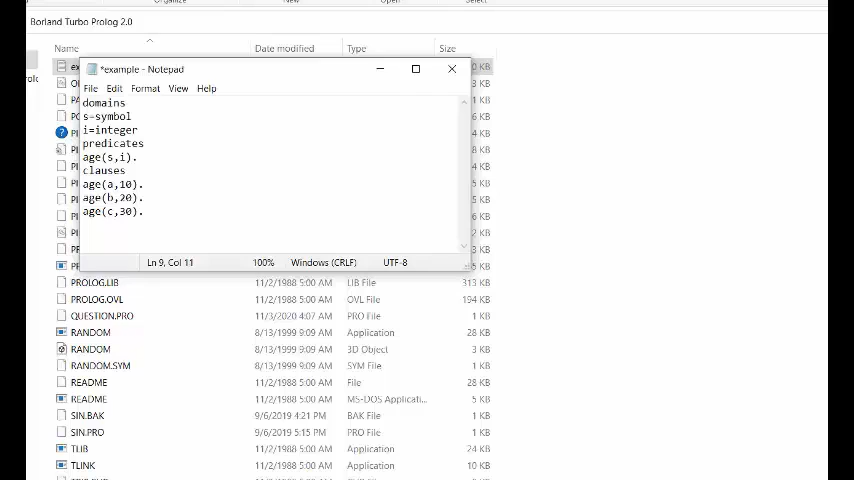 Organize New Open Select
Borland Turbo Prolog 2.0
Name Date modified Type Size
*example - Notepad
File Edit Format View Help
domains
s=symbol
i=integer
predicates
age(s,i).
clauses
age(a,10).
age(b,20).
age(c,30).
Ln 9, Col 11 100% Windows (CRLF) UTF-8
PROLOG.LIB 11/2/1988 5:00 AM LIB File 313 KB
PROLOG.OVL 11/2/1988 5:00 AM OVL File 194 KB
QUESTION.PRO 11/3/2020 4:07 AM PRO File 1 KB
RANDOM 8/13/1999 9:09 AM Application 28 KB
RANDOM 8/13/1999 9:09 AM 3D Object 3 KB
RANDOM.SYM 8/13/1999 9:09 AM SYM File 1 KB
README 11/2/1988 5:00 AM File 28 KB
README 11/2/1988 5:00 AM MS-DOS Applicati... 5 KB
SIN.BAK 9/6/2019 4:21 PM BAK File 1 KB
SIN.PRO 9/6/2019 5:15 PM PRO File 1 KB
TLIB 11/2/1988 5:00 AM Application 24 KB
TLINK 11/2/1988 5:00 AM Application 10 KB